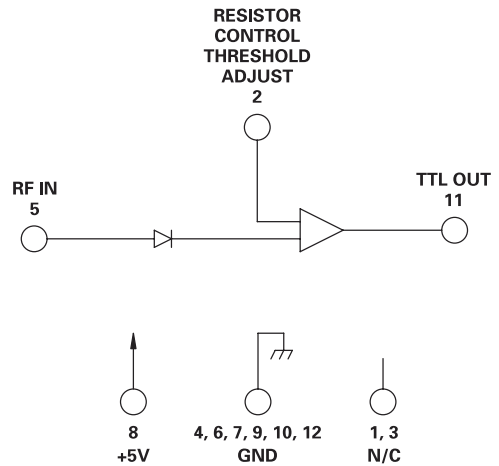 RESISTOR
CONTROL
THRESHOLD
ADJUST
2
RF IN
5
TTL OUT
11
8
+5V
4, 6, 7, 9, 10, 12
GND
1, 3
N/C